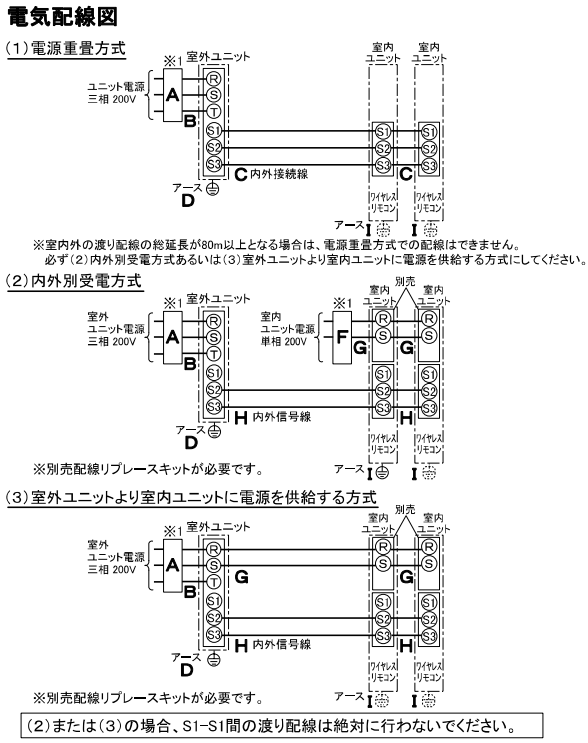 電気配線図
(1)電源重畳方式
※1 室外ユニット 室内ユニット 室内ユニット
ユニット電源
三相 200V
A
B
R
S
T
S1 S1 S1
S2 S2 S2
S3 S3 S3
C 内外接続線 C
アース
D
ワイヤレスリモコン ワイヤレスリモコン
アース I I
※室内外の渡り配線の総延長が80m以上となる場合は、電源重畳方式での配線はできません。
必ず(2)内外別受電方式あるいは(3)室外ユニットより室内ユニットに電源を供給する方式にしてください。
(2)内外別受電方式
別売
※1 室外ユニット ※1 室内ユニット 室内ユニット
室外
ユニット電源
三相 200V
A
B
室内
ユニット電源
単相 200V
F
G G
R R R
S S S
T
S1 S1 S1
S2 S2 S2
S3 S3 S3
H 内外信号線 H
アース
D
ワイヤレスリモコン ワイヤレスリモコン
アース I I
※別売配線リプレースキットが必要です。
(3)室外ユニットより室内ユニットに電源を供給する方式
別売
※1 室外ユニット 室内ユニット 室内ユニット
室外
ユニット電源
三相 200V
A
B
R R R
S S S
G G
T
S1 S1 S1
S2 S2 S2
S3 S3 S3
H 内外信号線 H
アース
D
ワイヤレスリモコン ワイヤレスリモコン
アース I I
※別売配線リプレースキットが必要です。
(2)または(3)の場合、S1-S1間の渡り配線は絶対に行わないでください。